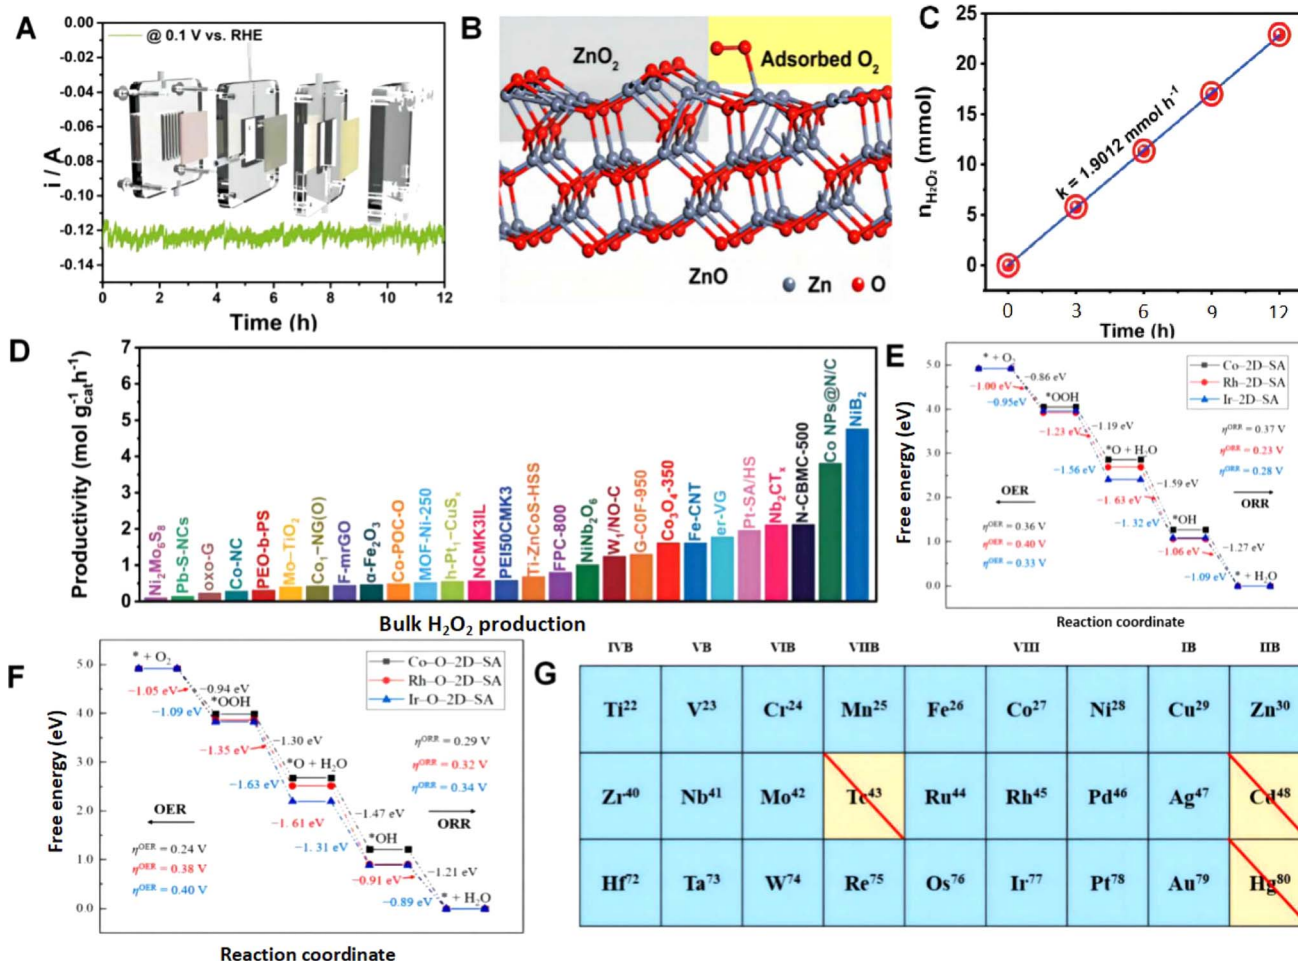 A
@ 0.1 V vs. RHE
i / A
0.00
−0.02
−0.04
−0.06
−0.08
−0.10
−0.12
−0.14
0 2 4 6 8 10 12
Time (h)
B
ZnO₂
Adsorbed O₂
ZnO
Zn O
C
n_H₂O₂ (mmol)
25
20
15
10
5
0
k = 1.9012 mmol h⁻¹
0 3 6 9 12
Time (h)
D
Productivity (mol g⁻¹cat h⁻¹)
7
6
5
4
3
2
1
0
Ni₂Mo₆S₈
Pb-S-NCs
oxo-G
Co-NC
PEO-b-PS
Mo-TiO₂
Co₁−NG(O)
F-mrGO
α-Fe₂O₃
Co-POC-O
MOF-Ni-250
h-Pt₁-CuSₓ
NCMK3IL
PEI50CMK3
Ti-ZnCoS-HSS
FPC-800
NiNb₂O₆
W₁/NO-C
G-C0F-950
Co₃O₄-350
Fe-CNT
er-VG
Pt-SA/HS
Nb₂CTₓ
N-CBMC-500
Co NPs@N/C
NiB₂
Bulk H₂O₂ production
E
Free energy (eV)
5.0
4.0
3.0
2.0
1.0
0.0
* + O₂
−0.86 eV
−1.00 eV
−0.95eV
*OOH
−1.19 eV
−1.23 eV
−1.56 eV
*O + H₂O
−1.59 eV
−1.63 eV
−1.32 eV
*OH
−1.27 eV
−1.06 eV
−1.09 eV
* + H₂O
Co–2D–SA
Rh–2D–SA
Ir–2D–SA
ηᴼᴿᴿ = 0.37 V
ηᴼᴿᴿ = 0.23 V
ηᴼᴿᴿ = 0.28 V
OER
ORR
ηᴼᴱᴿ = 0.36 V
ηᴼᴱᴿ = 0.40 V
ηᴼᴱᴿ = 0.33 V
Reaction coordinate
F
Free energy (eV)
5.0
4.0
3.0
2.0
1.0
0.0
* + O₂
−0.94 eV
−1.05 eV
−1.09 eV
*OOH
−1.30 eV
−1.35 eV
−1.63 eV
*O + H₂O
−1.47 eV
−1.61 eV
−1.31 eV
*OH
−1.21 eV
−0.91 eV
−0.89 eV
* + H₂O
Co–O–2D–SA
Rh–O–2D–SA
Ir–O–2D–SA
ηᴼᴿᴿ = 0.29 V
ηᴼᴿᴿ = 0.32 V
ηᴼᴿᴿ = 0.34 V
OER
ORR
ηᴼᴱᴿ = 0.24 V
ηᴼᴱᴿ = 0.38 V
ηᴼᴱᴿ = 0.40 V
Reaction coordinate
G
IVB VB VIB VIIB VIII IB IIB
Ti²² V²³ Cr²⁴ Mn²⁵ Fe²⁶ Co²⁷ Ni²⁸ Cu²⁹ Zn³⁰
Zr⁴⁰ Nb⁴¹ Mo⁴² Tc⁴³ Ru⁴⁴ Rh⁴⁵ Pd⁴⁶ Ag⁴⁷ Cd⁴⁸
Hf⁷² Ta⁷³ W⁷⁴ Re⁷⁵ Os⁷⁶ Ir⁷⁷ Pt⁷⁸ Au⁷⁹ Hg⁸⁰